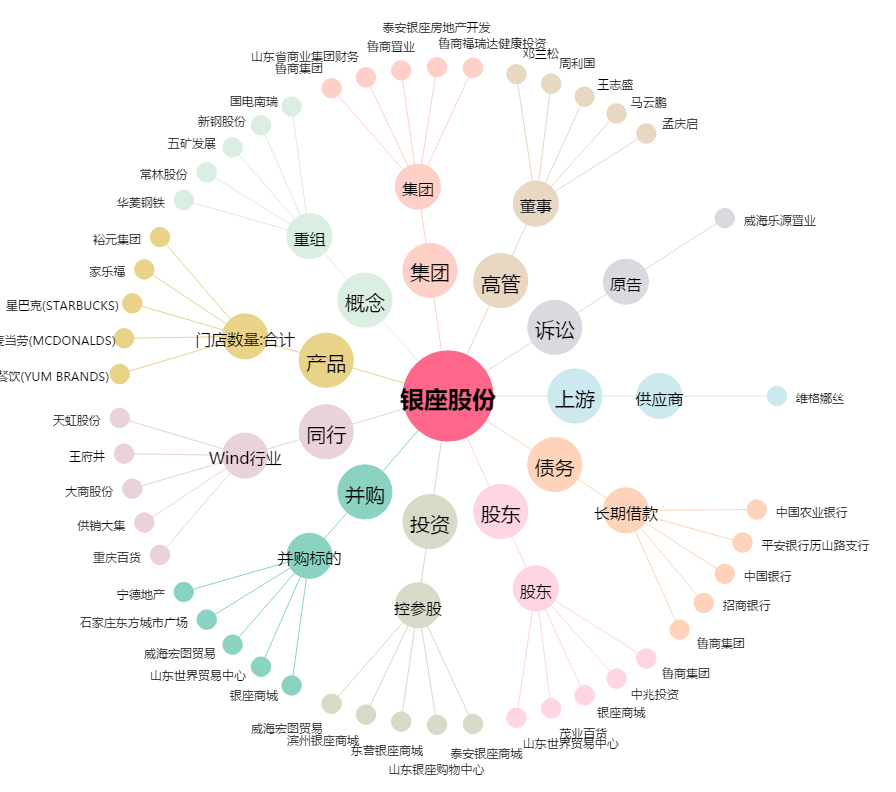 泰安银座房地产开发
鲁商置业
鲁商福瑞达健康投资
山东省商业集团财务
鲁商集团
邓兰松
周利国
王志盛
马云鹏
孟庆启
国电南瑞
新钢股份
五矿发展
常林股份
华菱钢铁
集团
董事
威海乐源置业
重组
裕元集团
家乐福
星巴克(STARBUCKS)
麦当劳(MCDONALDS)
餐饮(YUM BRANDS)
集团
高管
原告
概念
诉讼
门店数量:合计
产品
银座股份
上游
供应商
维格娜丝
天虹股份
王府井
大商股份
供销大集
重庆百货
同行
Wind行业
债务
长期借款
中国农业银行
平安银行历山路支行
中国银行
招商银行
鲁商集团
并购
投资
股东
并购标的
控参股
股东
宁德地产
石家庄东方城市广场
威海宏图贸易
山东世界贸易中心
银座商城
鲁商集团
中兆投资
银座商城
茂业百货
山东世界贸易中心
威海宏图贸易
滨州银座商城
东营银座商城
山东银座购物中心
泰安银座商城